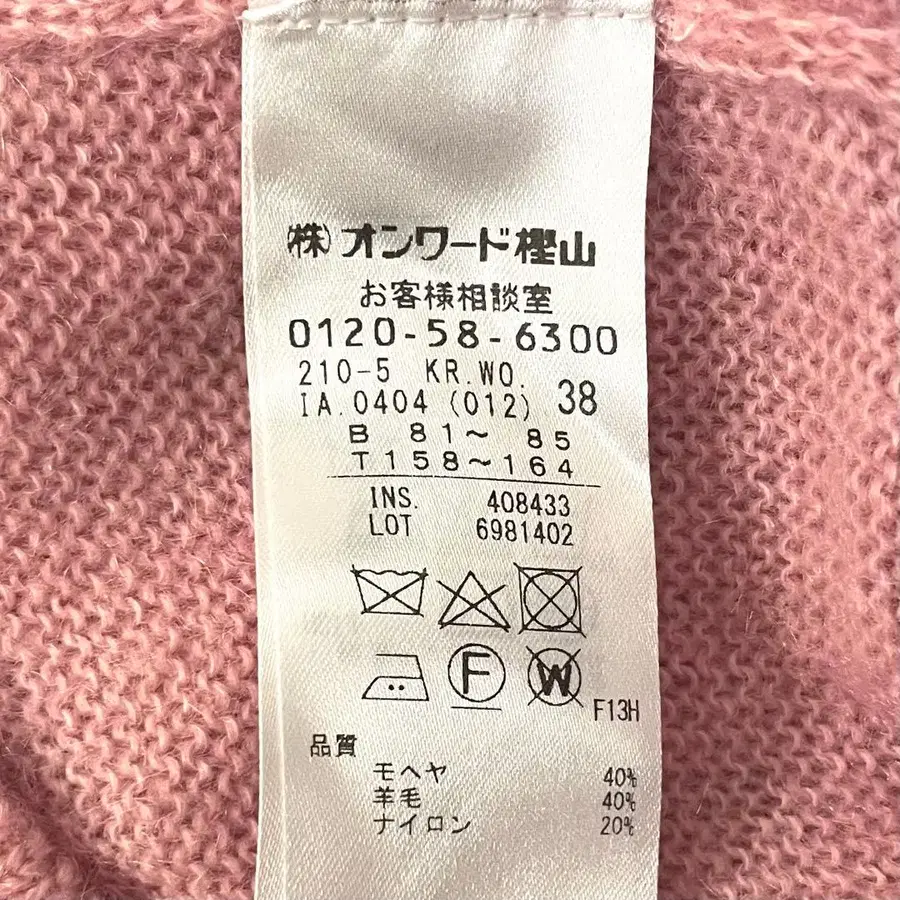 (株)オンワード樫山
お客様相談室
0120-58-6300
210-5 KR.WO.
IA.0404 (012) 38
B 81～ 85
T158～164
INS. 408433
LOT 6981402
F W
F13H
品質
モヘヤ 40%
羊毛 40%
ナイロン 20%